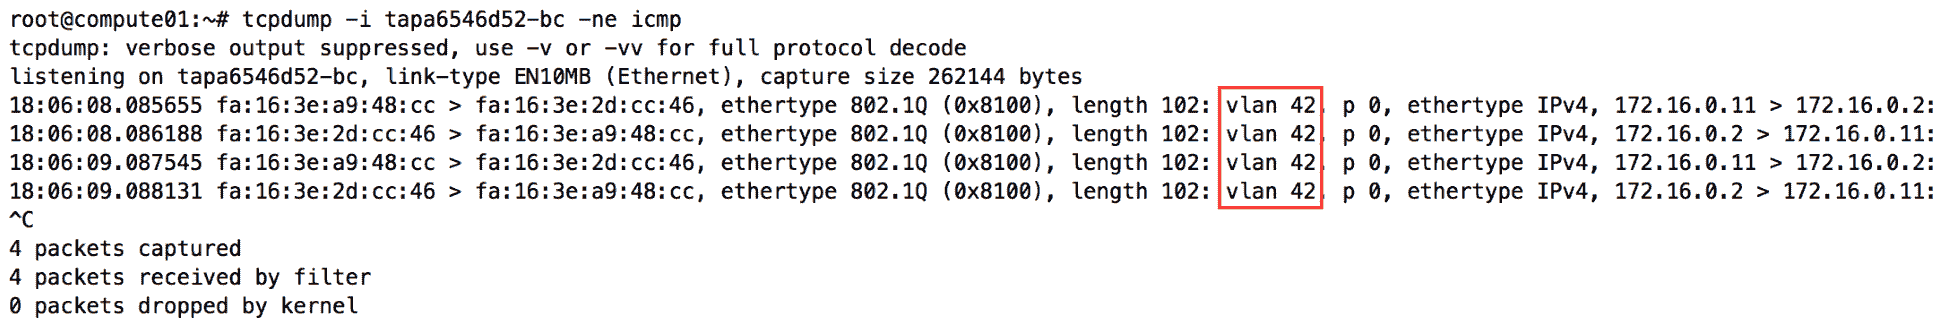 root@compute01:~# tcpdump -i tapa6546d52-bc -ne icmp
tcpdump: verbose output suppressed, use -v or -vv for full protocol decode
listening on tapa6546d52-bc, link-type EN10MB (Ethernet), capture size 262144 bytes
18:06:08.085655 fa:16:3e:a9:48:cc > fa:16:3e:2d:cc:46, ethertype 802.1Q (0x8100), length 102: vlan 42, p 0, ethertype IPv4, 172.16.0.11 > 172.16.0.2:
18:06:08.086188 fa:16:3e:2d:cc:46 > fa:16:3e:a9:48:cc, ethertype 802.1Q (0x8100), length 102: vlan 42, p 0, ethertype IPv4, 172.16.0.2 > 172.16.0.11:
18:06:09.087545 fa:16:3e:a9:48:cc > fa:16:3e:2d:cc:46, ethertype 802.1Q (0x8100), length 102: vlan 42, p 0, ethertype IPv4, 172.16.0.11 > 172.16.0.2:
18:06:09.088131 fa:16:3e:2d:cc:46 > fa:16:3e:a9:48:cc, ethertype 802.1Q (0x8100), length 102: vlan 42, p 0, ethertype IPv4, 172.16.0.2 > 172.16.0.11:
^C
4 packets captured
4 packets received by filter
0 packets dropped by kernel